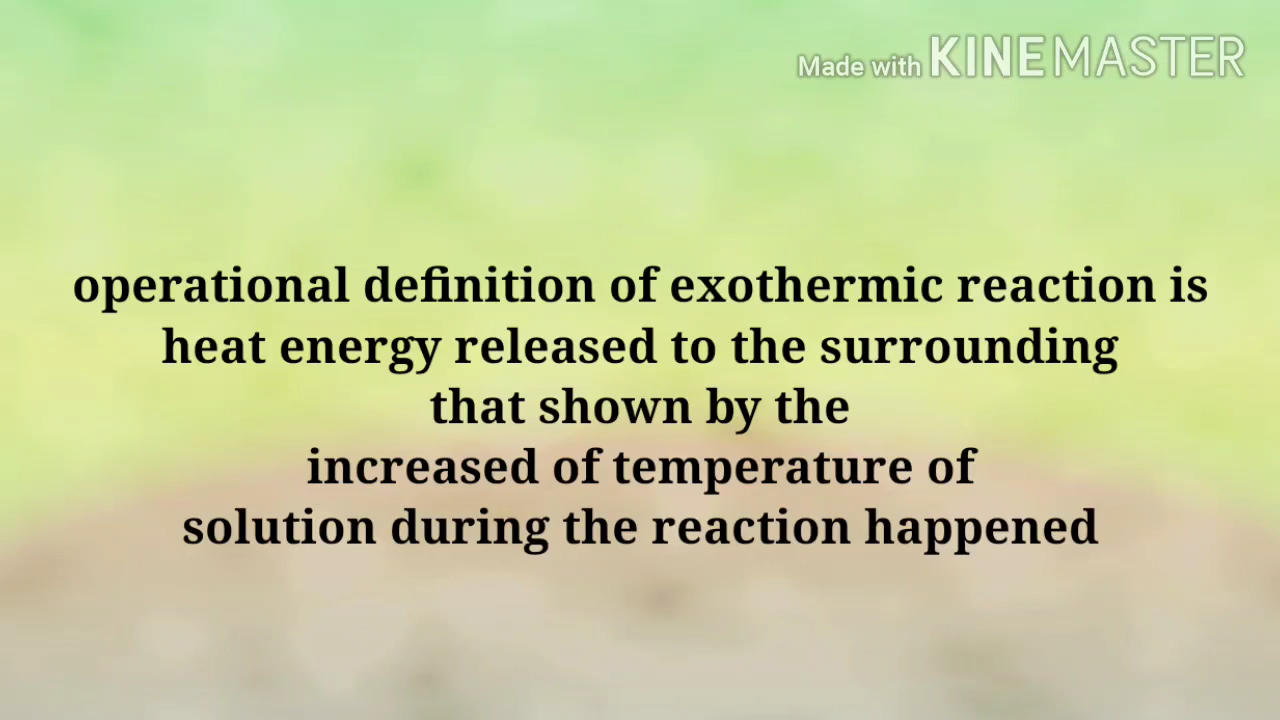 Made with KINEMASTER
operational definition of exothermic reaction is
heat energy released to the surrounding
that shown by the
increased of temperature of
solution during the reaction happened